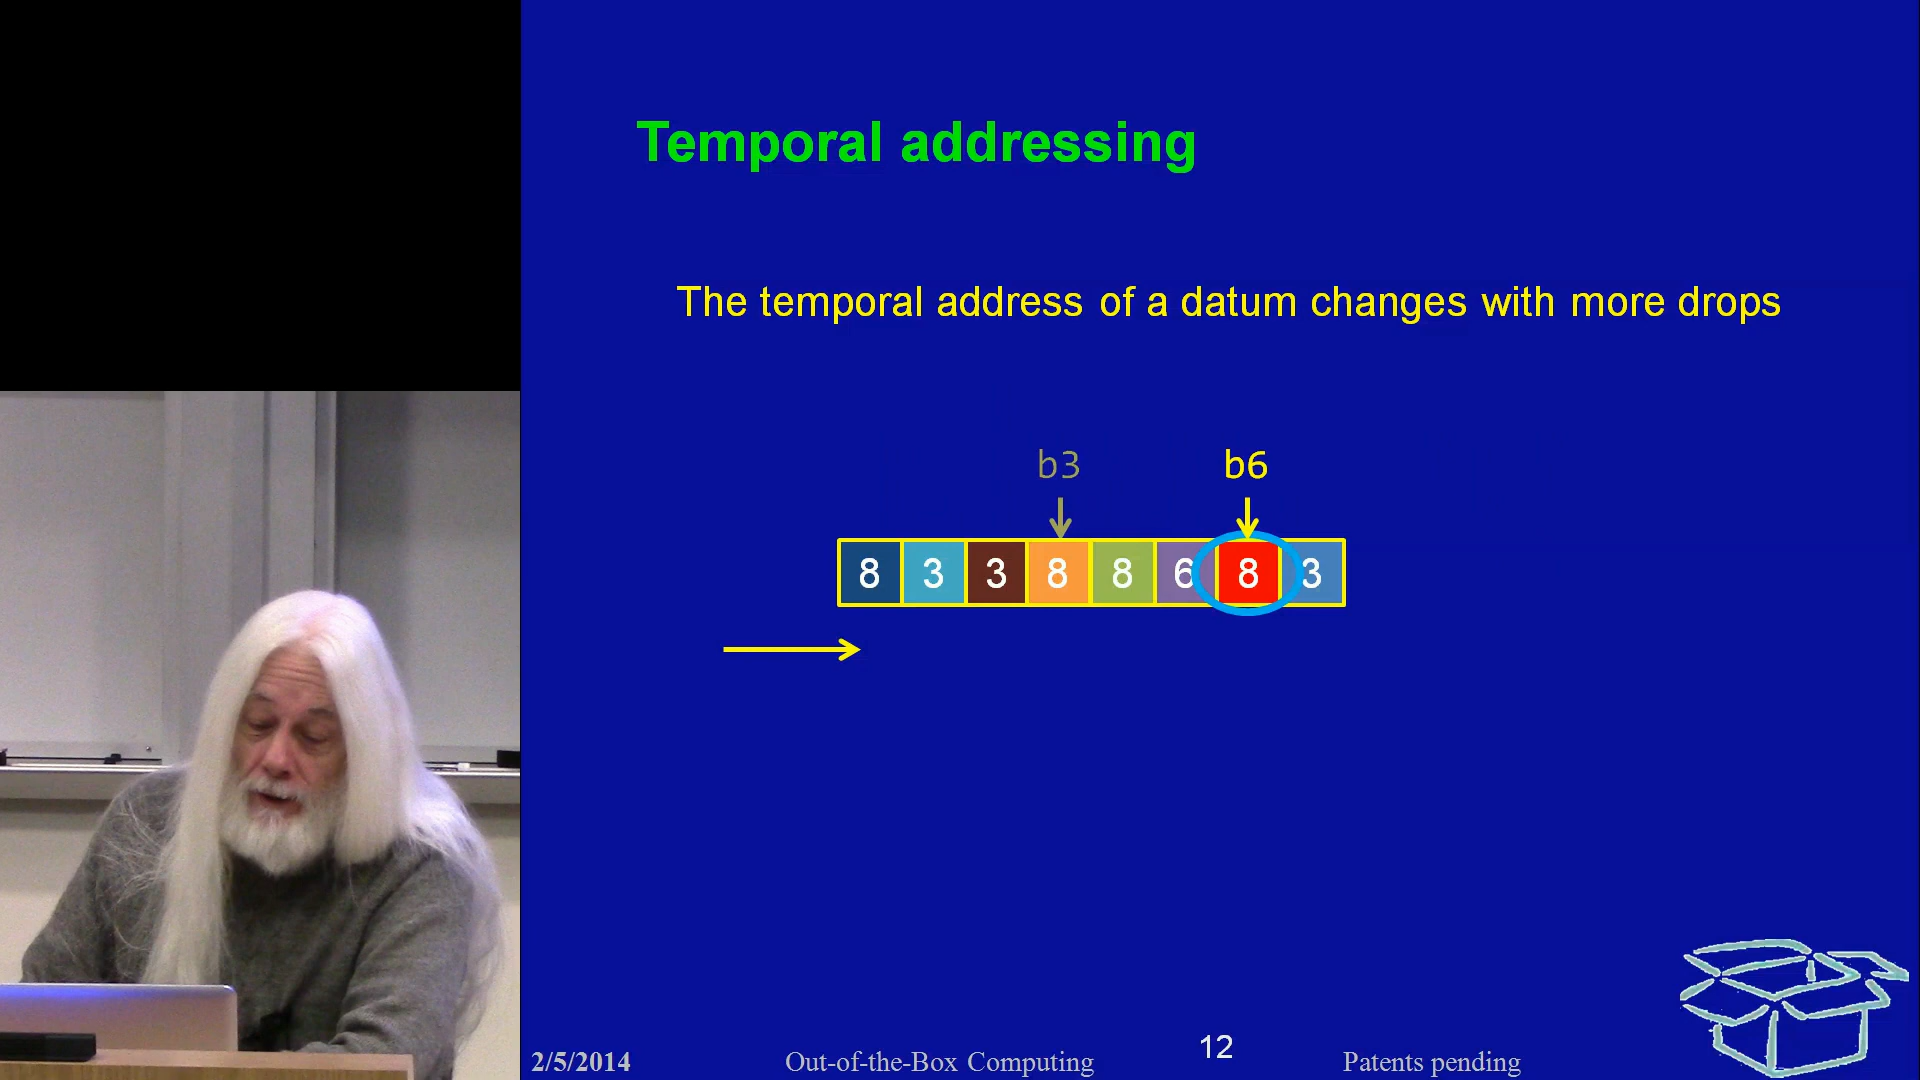 Temporal addressing
The temporal address of a datum changes with more drops
b3 b6
8 3 3 8 8 6 8 3
2/5/2014 Out-of-the-Box Computing 12 Patents pending